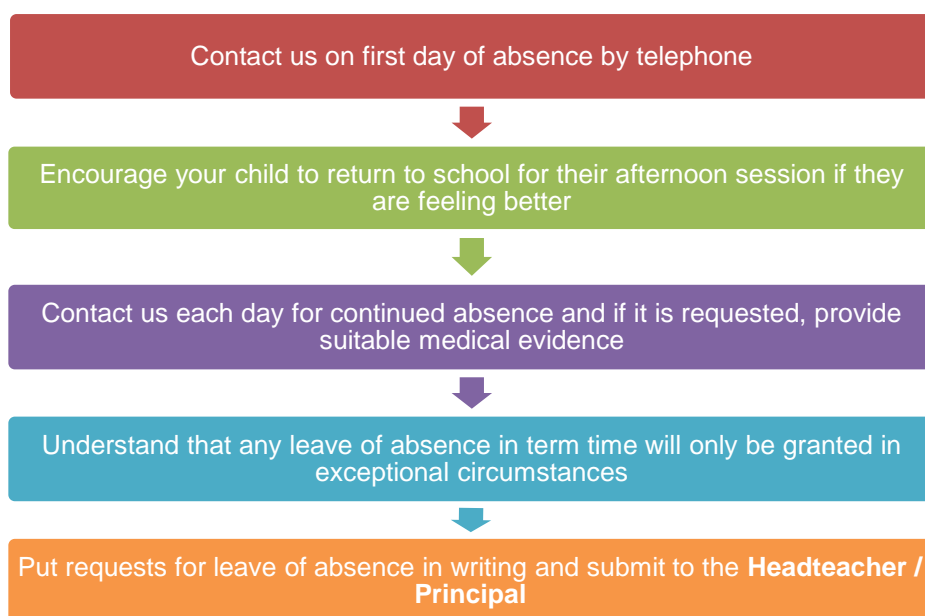 Contact us on first day of absence by telephone
Encourage your child to return to school for their afternoon session if they
are feeling better
Contact us each day for continued absence and if it is requested, provide
suitable medical evidence
Understand that any leave of absence in term time will only be granted in
exceptional circumstances
Put requests for leave of absence in writing and submit to the Headteacher /
Principal